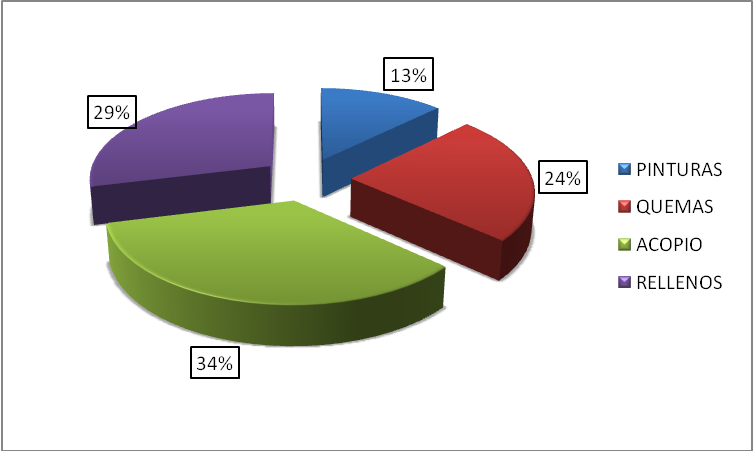 13%
29%
24%
34%
PINTURAS
QUEMAS
ACOPIO
RELLENOS